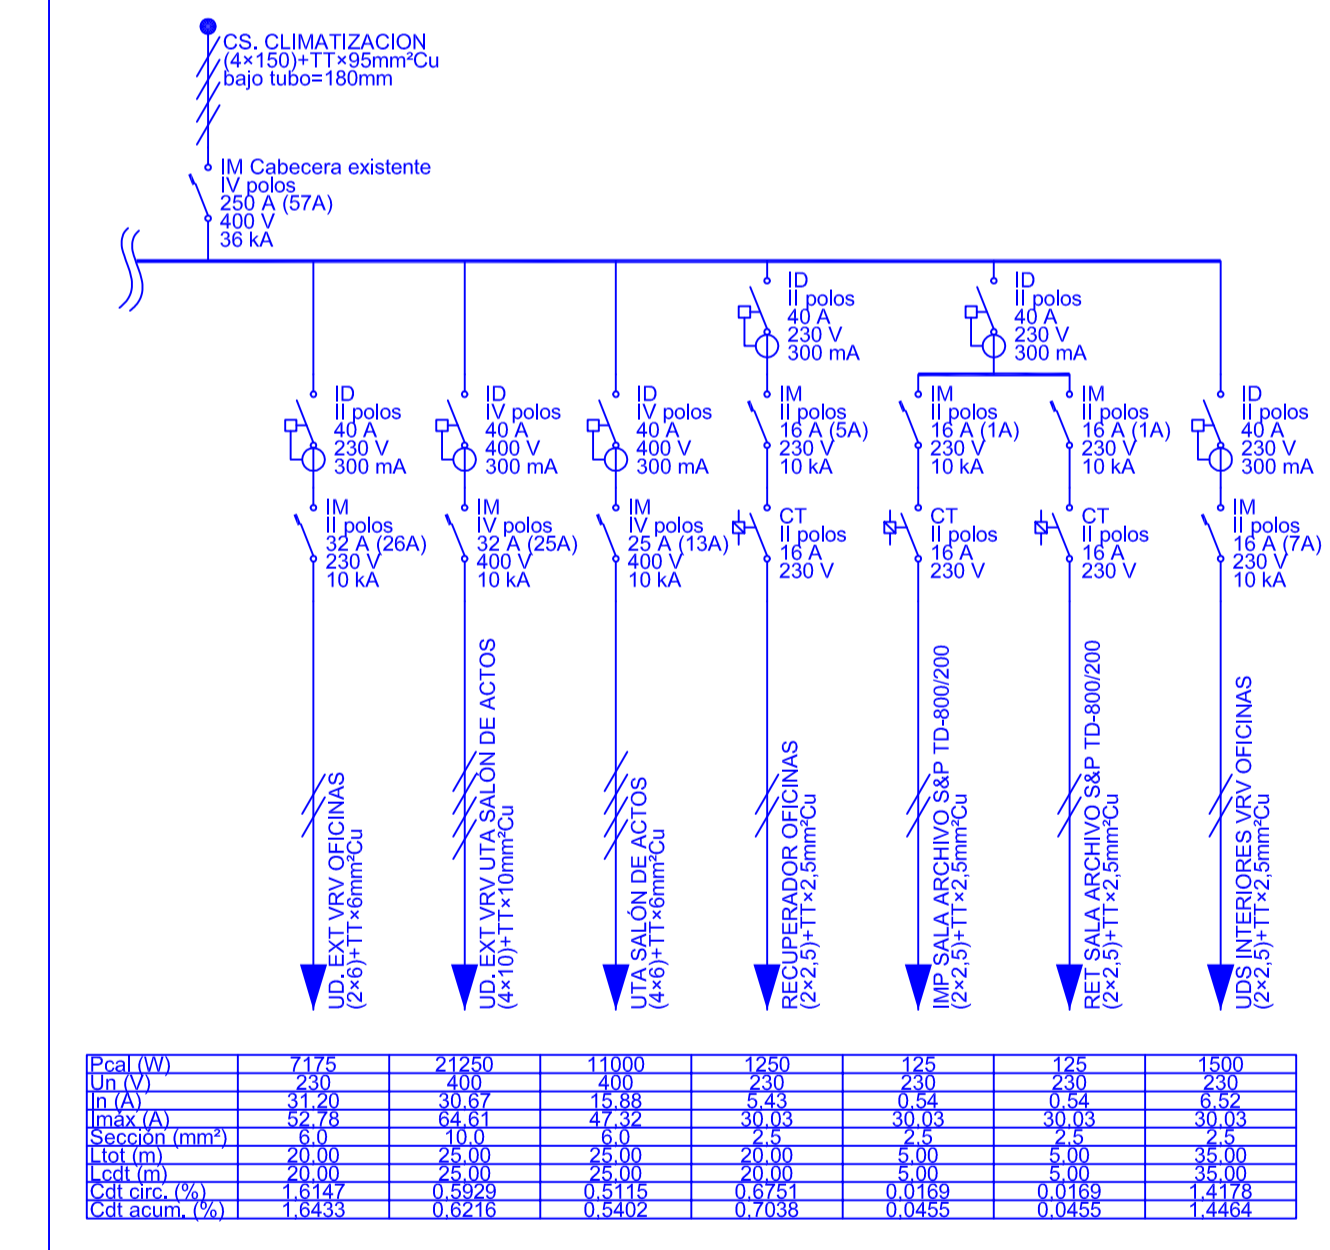 CS. CLIMATIZACION
(4×150)+TT×95mm²Cu
bajo tubo=180mm
IM Cabecera existente
IV polos
250 A (57A)
400 V
36 kA
ID
II polos
40 A
230 V
300 mA
ID
II polos
40 A
230 V
300 mA
ID
II polos
40 A
230 V
300 mA
ID
IV polos
40 A
400 V
300 mA
ID
IV polos
40 A
400 V
300 mA
IM
II polos
16 A (5A)
230 V
10 kA
IM
II polos
16 A (1A)
230 V
10 kA
IM
II polos
16 A (1A)
230 V
10 kA
ID
II polos
40 A
230 V
300 mA
IM
II polos
32 A (26A)
230 V
10 kA
IM
IV polos
32 A (25A)
400 V
10 kA
IM
IV polos
25 A (13A)
400 V
10 kA
CT
II polos
16 A
230 V
CT
II polos
16 A
230 V
CT
II polos
16 A
230 V
IM
II polos
16 A (7A)
230 V
10 kA
UD. EXT VRV OFICINAS
(2×6)+TT×6mm²Cu
UD. EXT VRV UTA SALÓN DE ACTOS
(4×10)+TT×10mm²Cu
UTA SALÓN DE ACTOS
(4×6)+TT×6mm²Cu
RECUPERADOR OFICINAS
(2×2,5)+TT×2,5mm²Cu
IMP SALA ARCHIVO S&P TD-800/200
(2×2,5)+TT×2,5mm²Cu
RET SALA ARCHIVO S&P TD-800/200
(2×2,5)+TT×2,5mm²Cu
UDS INTERIORES VRV OFICINAS
(2×2,5)+TT×2,5mm²Cu
Pcal (W) 7175 21250 11000 1250 125 125 1500
Un (V) 230 400 400 230 230 230 230
In (A) 31,20 30,67 15,88 5,43 0,54 0,54 6,52
Imáx (A) 52,78 64,61 47,32 30,03 30,03 30,03 30,03
Sección (mm²) 6,0 10,0 6,0 2,5 2,5 2,5 2,5
Ltot (m) 20,00 25,00 25,00 20,00 5,00 5,00 35,00
Lcdt (m) 20,00 25,00 25,00 20,00 5,00 5,00 35,00
Cdt circ. (%) 1,6147 0,5929 0,5115 0,6751 0,0169 0,0169 1,4178
Cdt acum. (%) 1,6433 0,6216 0,5402 0,7038 0,0455 0,0455 1,4464